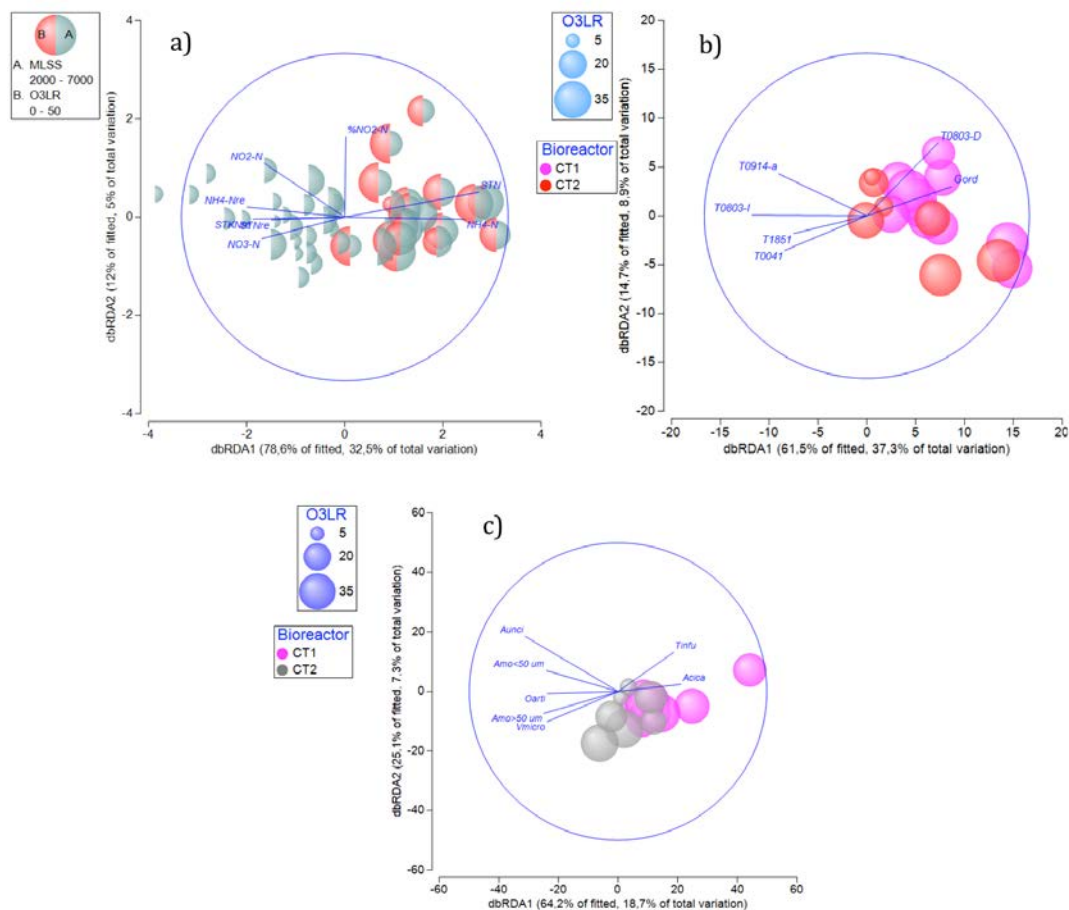 B A
A. MLSS
2000 - 7000
B. O3LR
0 - 50
a)
4
2
0
-2
-4
dbRDA2 (12% of fitted, 5% of total variation)
%NO2-N
NO2-N
STN
NH4-Nre
NH4-N
NO3-N
-4 -2 0 2 4
dbRDA1 (78,6% of fitted, 32,5% of total variation)
O3LR
5
20
35
Bioreactor
CT1
CT2
b)
20
15
10
5
0
-5
-10
-15
-20
dbRDA2 (14,7% of fitted, 8,9% of total variation)
T0803-D
T0914-a
Gord
T0803-I
T1851
T0041
-20 -15 -10 -5 0 5 10 15 20
dbRDA1 (61,5% of fitted, 37,3% of total variation)
O3LR
5
20
35
Bioreactor
CT1
CT2
c)
60
40
20
0
-20
-40
-60
dbRDA2 (25,1% of fitted, 7,3% of total variation)
Aunci
Tinfu
Amo<50 um
Acica
Oarti
Amo>50 um
Vmicro
-60 -40 -20 0 20 40 60
dbRDA1 (64,2% of fitted, 18,7% of total variation)